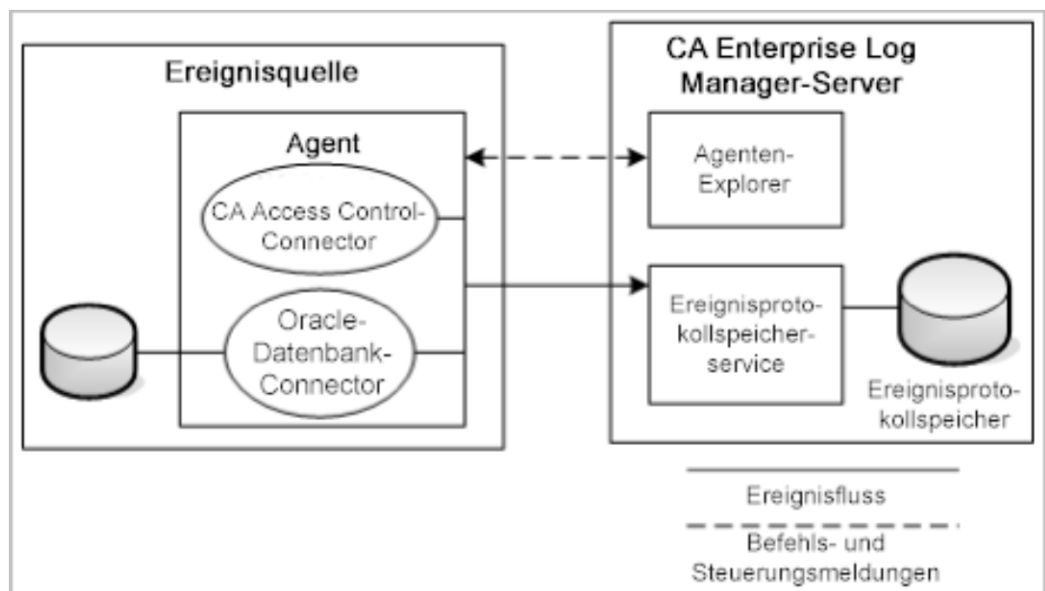 Ereignisquelle
Agent
CA Access Control-
Connector
Oracle-
Datenbank-
Connector
CA Enterprise Log
Manager-Server
Agenten-
Explorer
Ereignisproto-
kollspeicher-
service
Ereignisproto-
kollspeicher
Ereignisfluss
Befehls- und
Steuerungsmeldungen